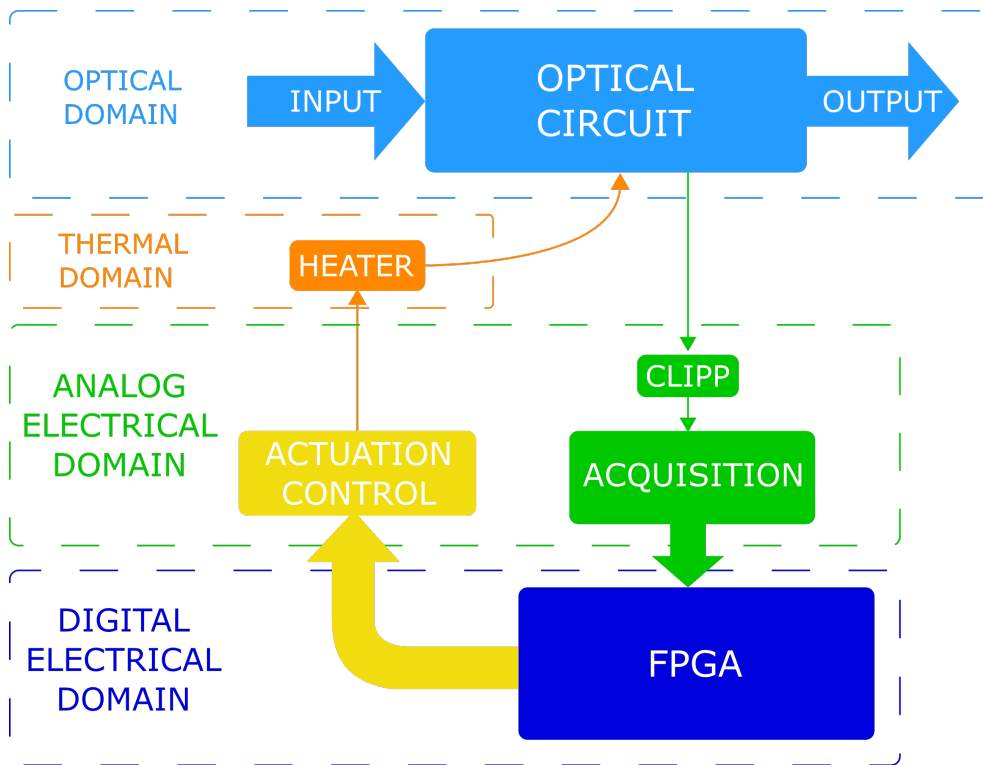 OPTICAL
DOMAIN
INPUT
OPTICAL
CIRCUIT
OUTPUT
THERMAL
DOMAIN
HEATER
ANALOG
ELECTRICAL
DOMAIN
CLIPP
ACTUATION
CONTROL
ACQUISITION
DIGITAL
ELECTRICAL
DOMAIN
FPGA